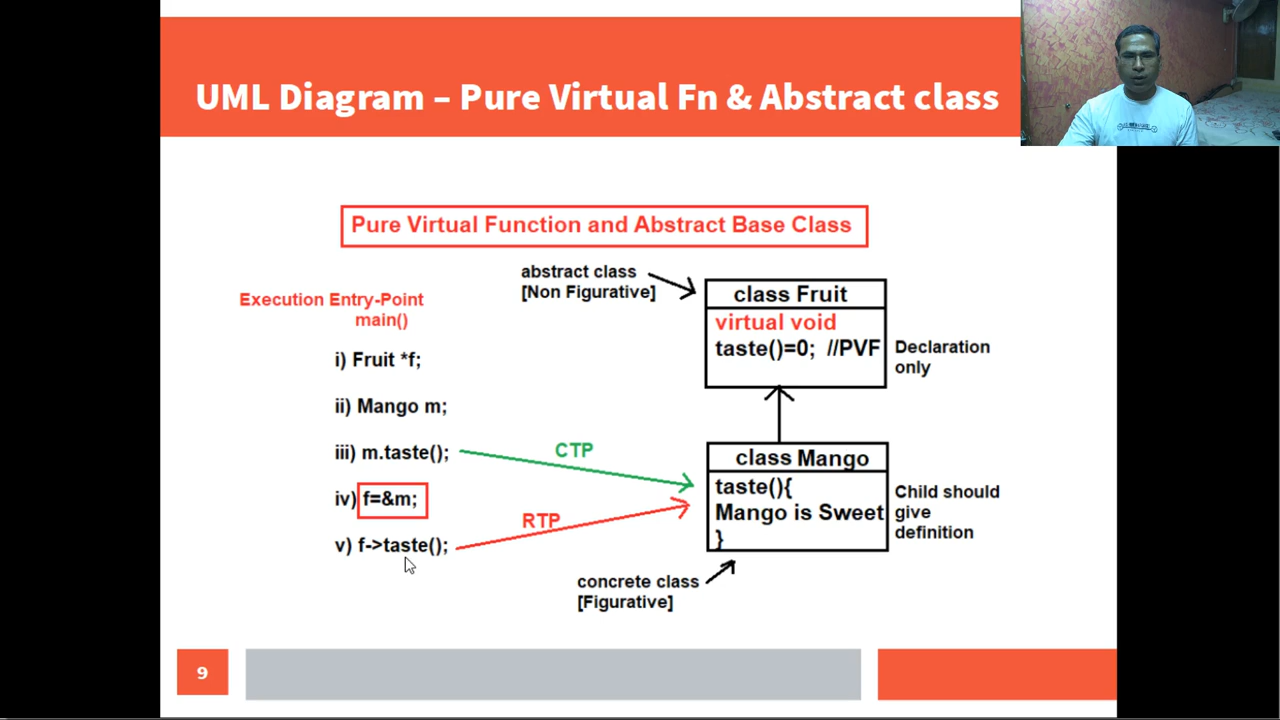 UML Diagram – Pure Virtual Fn & Abstract class
Pure Virtual Function and Abstract Base Class
Execution Entry-Point
main()
i) Fruit *f;
ii) Mango m;
iii) m.taste();
iv) f=&m;
v) f->taste();
CTP
RTP
abstract class
[Non Figurative]
class Fruit
virtual void
taste()=0; //PVF
Declaration
only
class Mango
taste(){
Mango is Sweet
}
Child should
give
definition
concrete class
[Figurative]
9